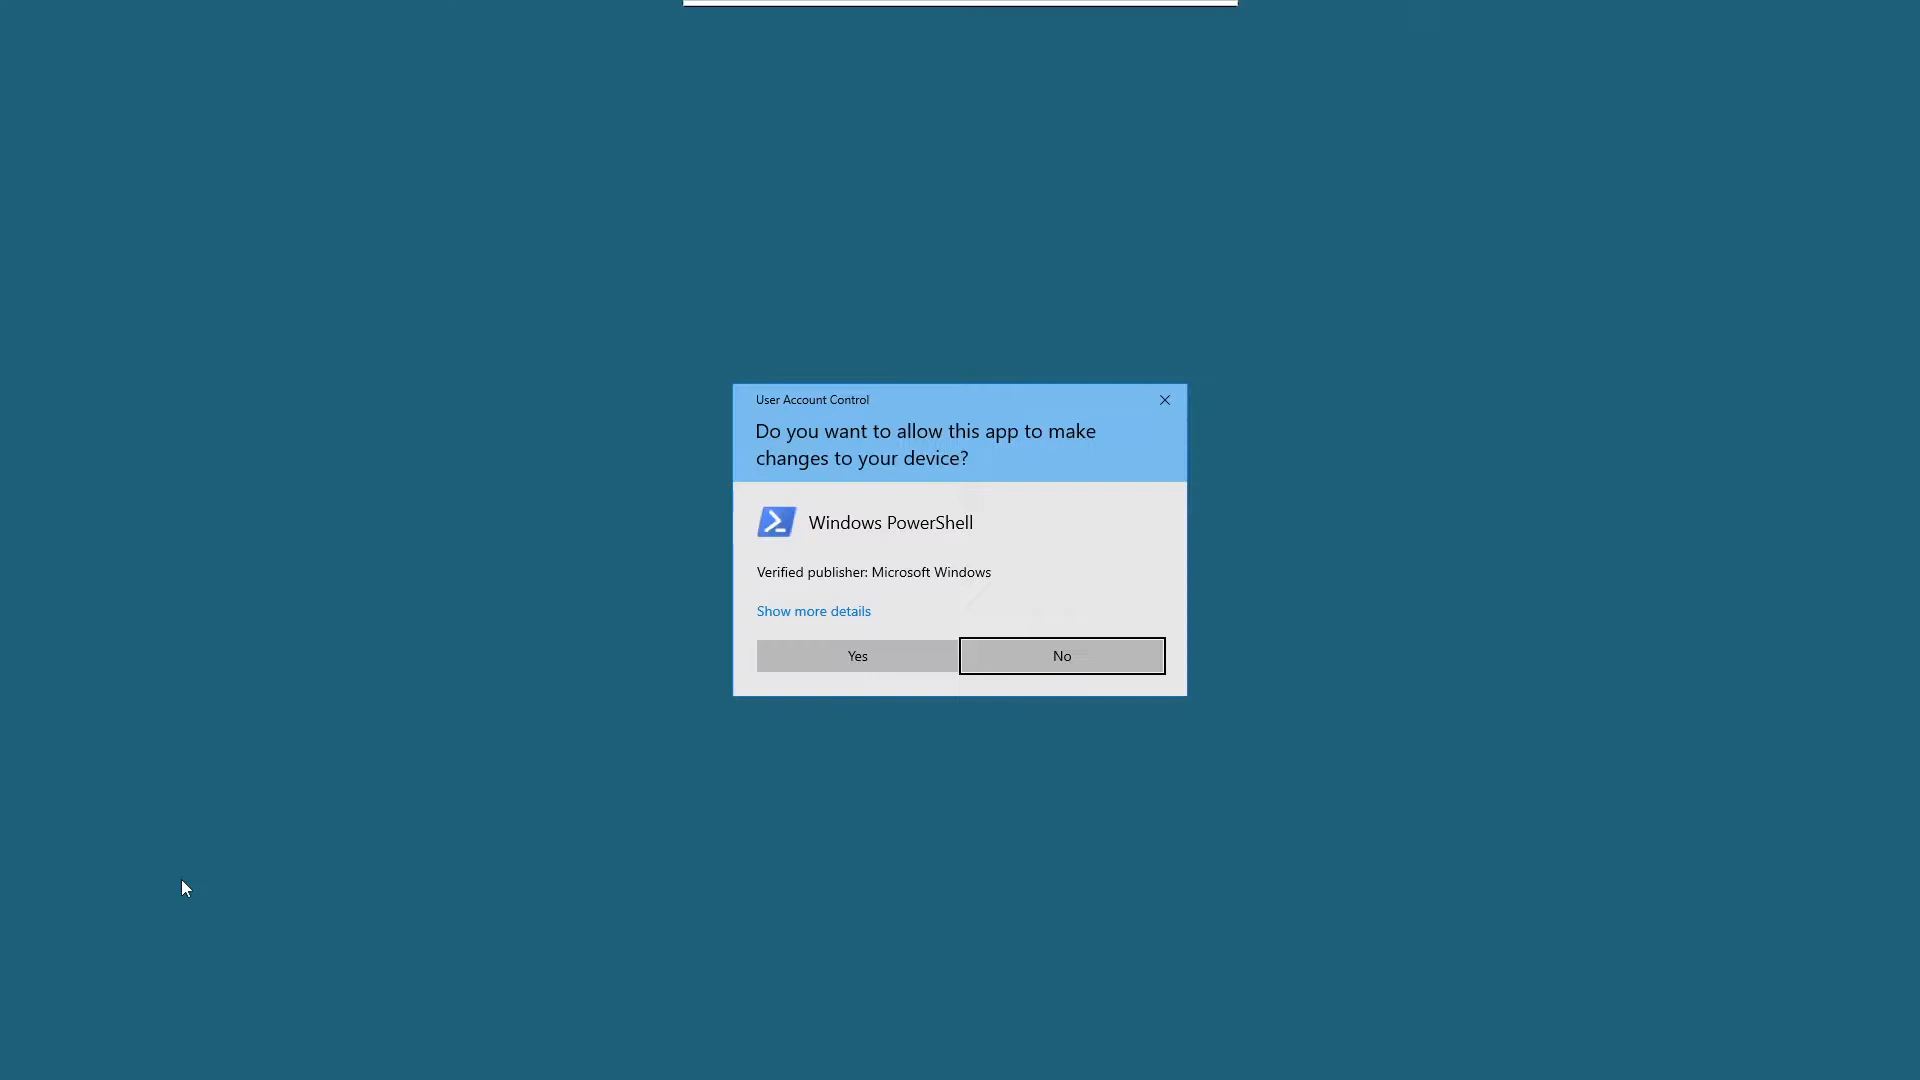 User Account Control
Do you want to allow this app to make
changes to your device?
Windows PowerShell
Verified publisher: Microsoft Windows
Show more details
Yes
No